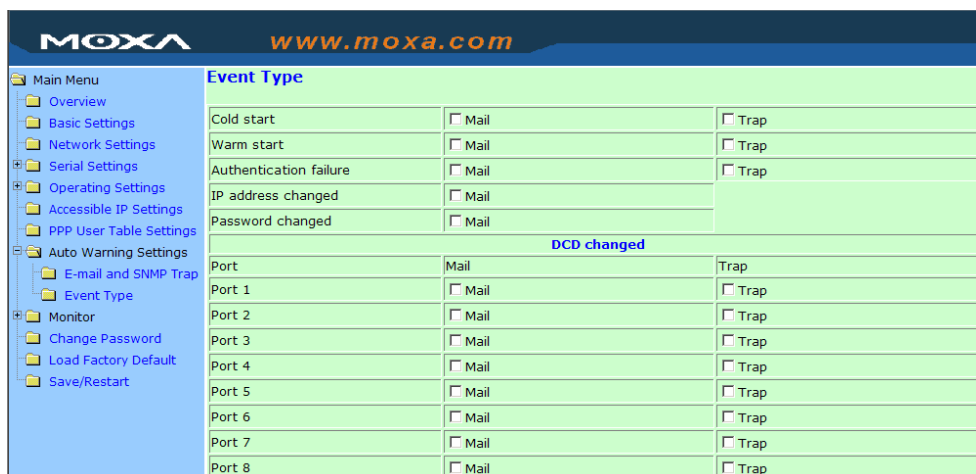 MOXA www.moxa.com
Main Menu
Overview
Basic Settings
Network Settings
Serial Settings
Operating Settings
Accessible IP Settings
PPP User Table Settings
Auto Warning Settings
E-mail and SNMP Trap
Event Type
Monitor
Change Password
Load Factory Default
Save/Restart
Event Type
Cold start Mail Trap
Warm start Mail Trap
Authentication failure Mail Trap
IP address changed Mail
Password changed Mail
DCD changed
Port Mail Trap
Port 1 Mail Trap
Port 2 Mail Trap
Port 3 Mail Trap
Port 4 Mail Trap
Port 5 Mail Trap
Port 6 Mail Trap
Port 7 Mail Trap
Port 8 Mail Trap